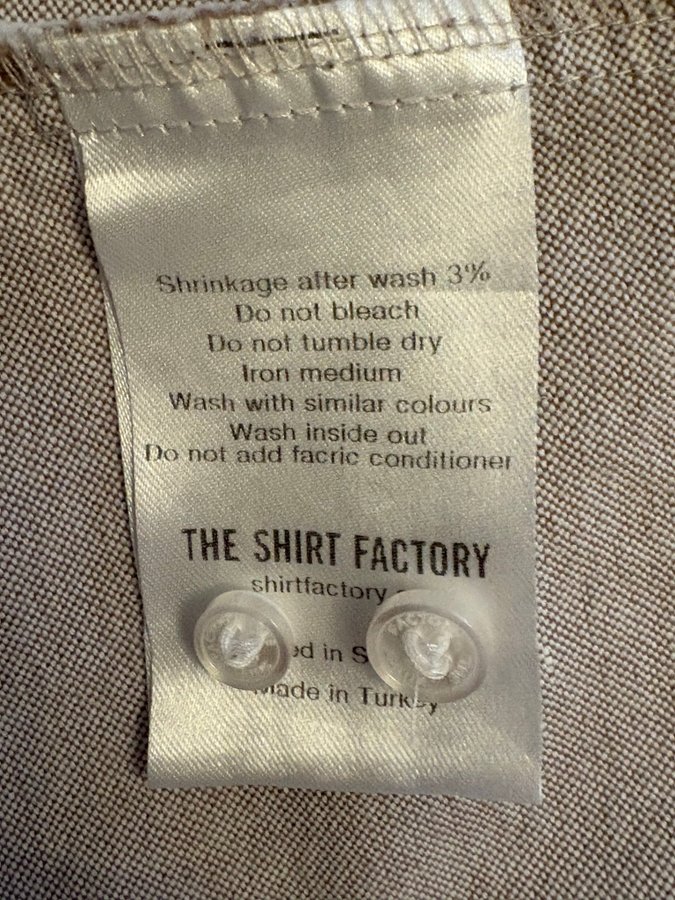 Shrinkage after wash 3%
Do not bleach
Do not tumble dry
Iron medium
Wash with similar colours
Wash inside out
Do not add facric conditioner
THE SHIRT FACTORY
shirtfactory
in
Made in Turkey